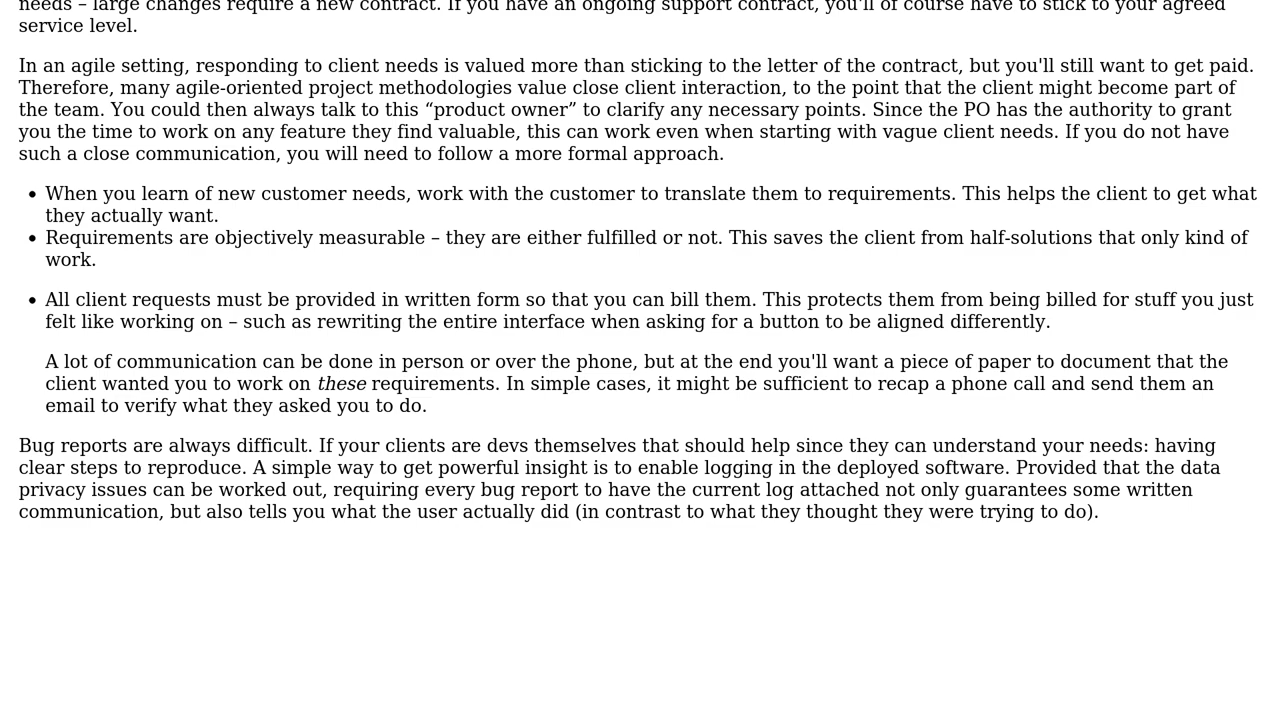 needs – large changes require a new contract. If you have an ongoing support contract, you'll of course have to stick to your agreed
service level.
In an agile setting, responding to client needs is valued more than sticking to the letter of the contract, but you'll still want to get paid.
Therefore, many agile-oriented project methodologies value close client interaction, to the point that the client might become part of
the team. You could then always talk to this “product owner” to clarify any necessary points. Since the PO has the authority to grant
you the time to work on any feature they find valuable, this can work even when starting with vague client needs. If you do not have
such a close communication, you will need to follow a more formal approach.
• When you learn of new customer needs, work with the customer to translate them to requirements. This helps the client to get what
they actually want.
• Requirements are objectively measurable – they are either fulfilled or not. This saves the client from half-solutions that only kind of
work.
• All client requests must be provided in written form so that you can bill them. This protects them from being billed for stuff you just
felt like working on – such as rewriting the entire interface when asking for a button to be aligned differently.
A lot of communication can be done in person or over the phone, but at the end you'll want a piece of paper to document that the
client wanted you to work on these requirements. In simple cases, it might be sufficient to recap a phone call and send them an
email to verify what they asked you to do.
Bug reports are always difficult. If your clients are devs themselves that should help since they can understand your needs: having
clear steps to reproduce. A simple way to get powerful insight is to enable logging in the deployed software. Provided that the data
privacy issues can be worked out, requiring every bug report to have the current log attached not only guarantees some written
communication, but also tells you what the user actually did (in contrast to what they thought they were trying to do).